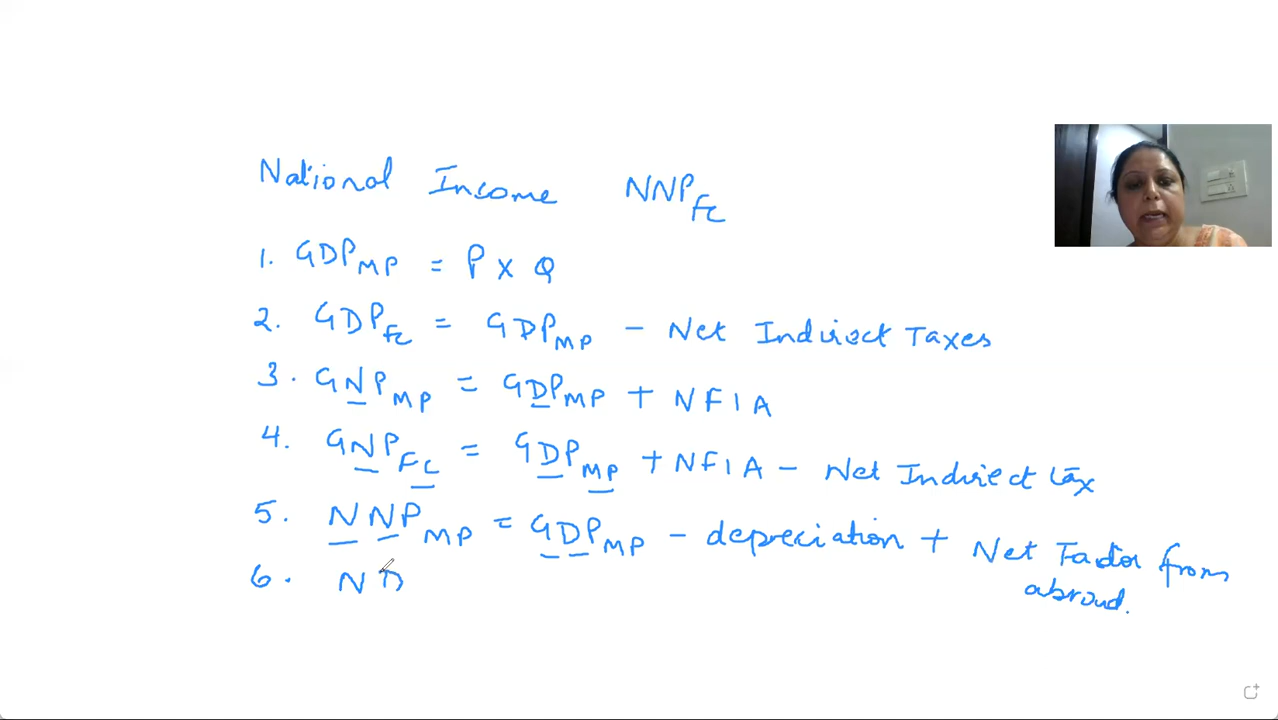 National Income NNPFC
1. GDPMP = P x Q
2. GDPFC = GDPMP - Net Indirect Taxes
3. GNPMP = GDPMP + NFIA
4. GNPFC = GDPMP + NFIA - Net Indirect tax
5. NNPMP = GDPMP - depreciation + Net Factor from
abroad.
6. ND